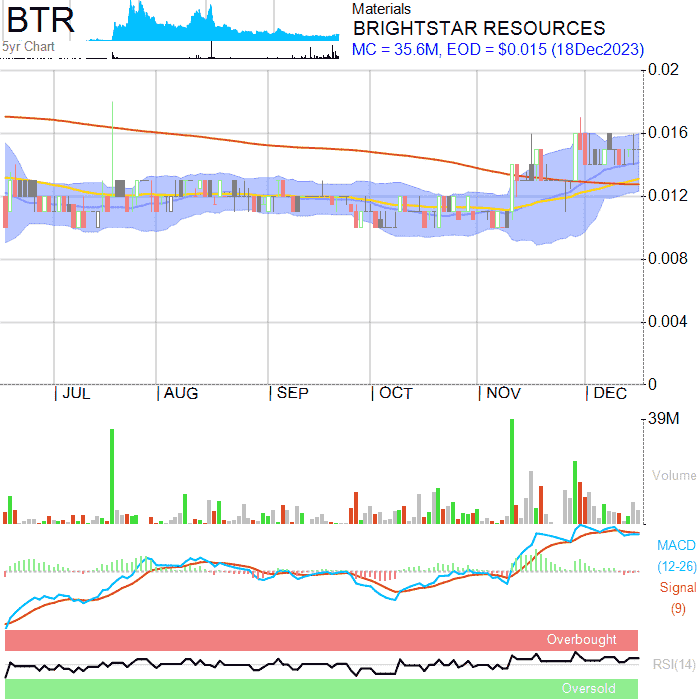 BTR
5yr Chart
Materials
BRIGHTSTAR RESOURCES
MC = 35.6M, EOD = $0.015 (18Dec2023)
0.02
0.016
0.012
0.008
0.004
0
JUL AUG SEP OCT NOV DEC
39M
Volume
MACD
(12-26)
Signal
(9)
Overbought
RSI(14)
Oversold